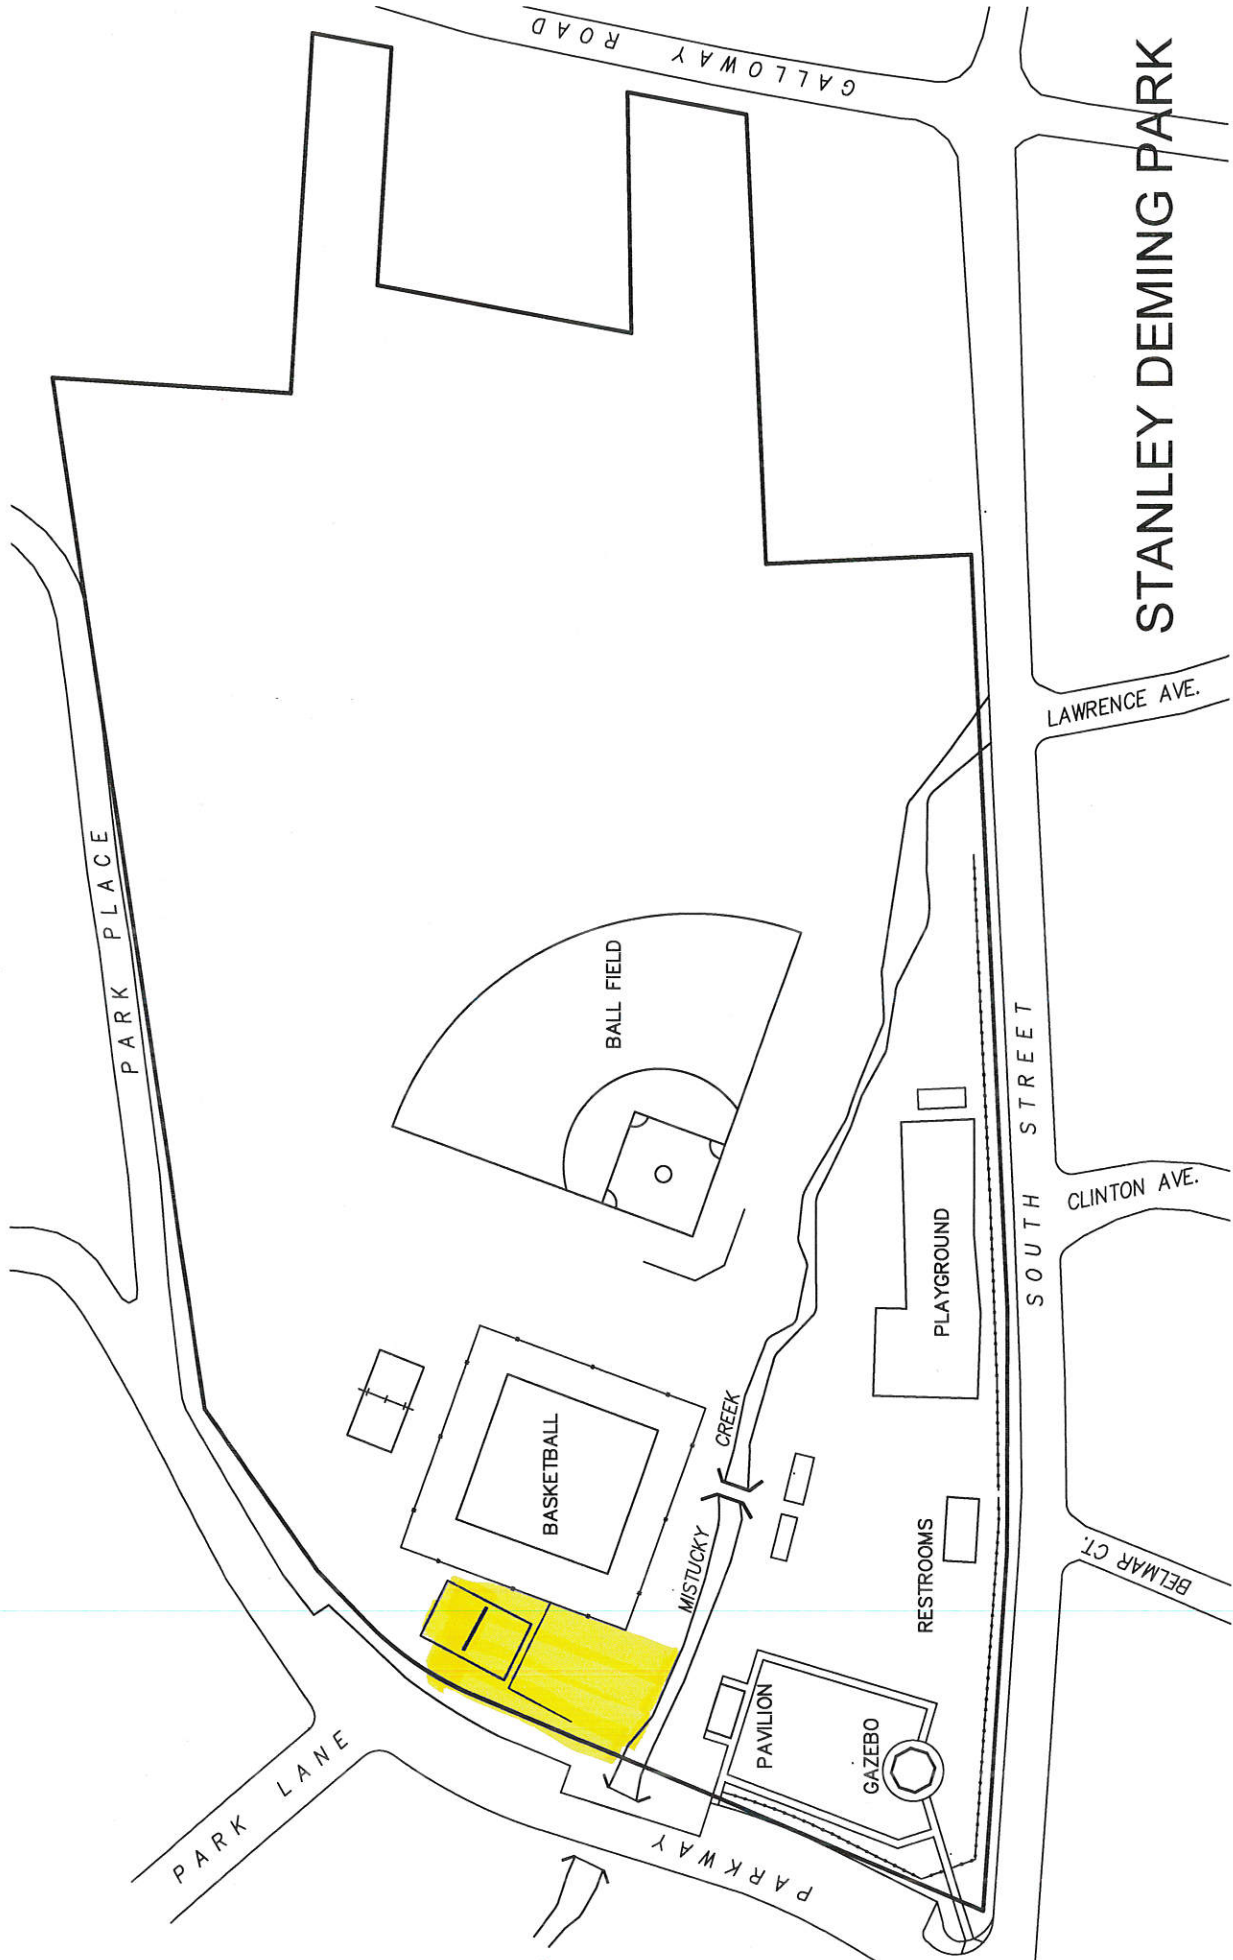 STANLEY DEMING PARK
GALLOWAY ROAD
PARK PLACE
LAWRENCE AVE.
BALL FIELD
SOUTH STREET
CLINTON AVE.
PLAYGROUND
BASKETBALL
CREEK
MISTUCKY
RESTROOMS
BELMAR CT.
PAVILION
GAZEBO
PARK LANE
PARKWAY